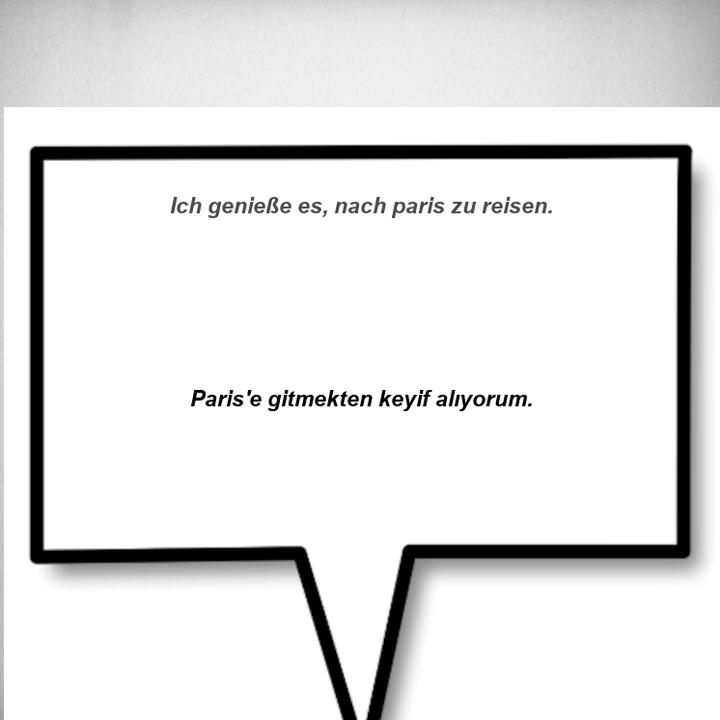 Ich genieße es, nach paris zu reisen.
Paris'e gitmekten keyif alıyorum.